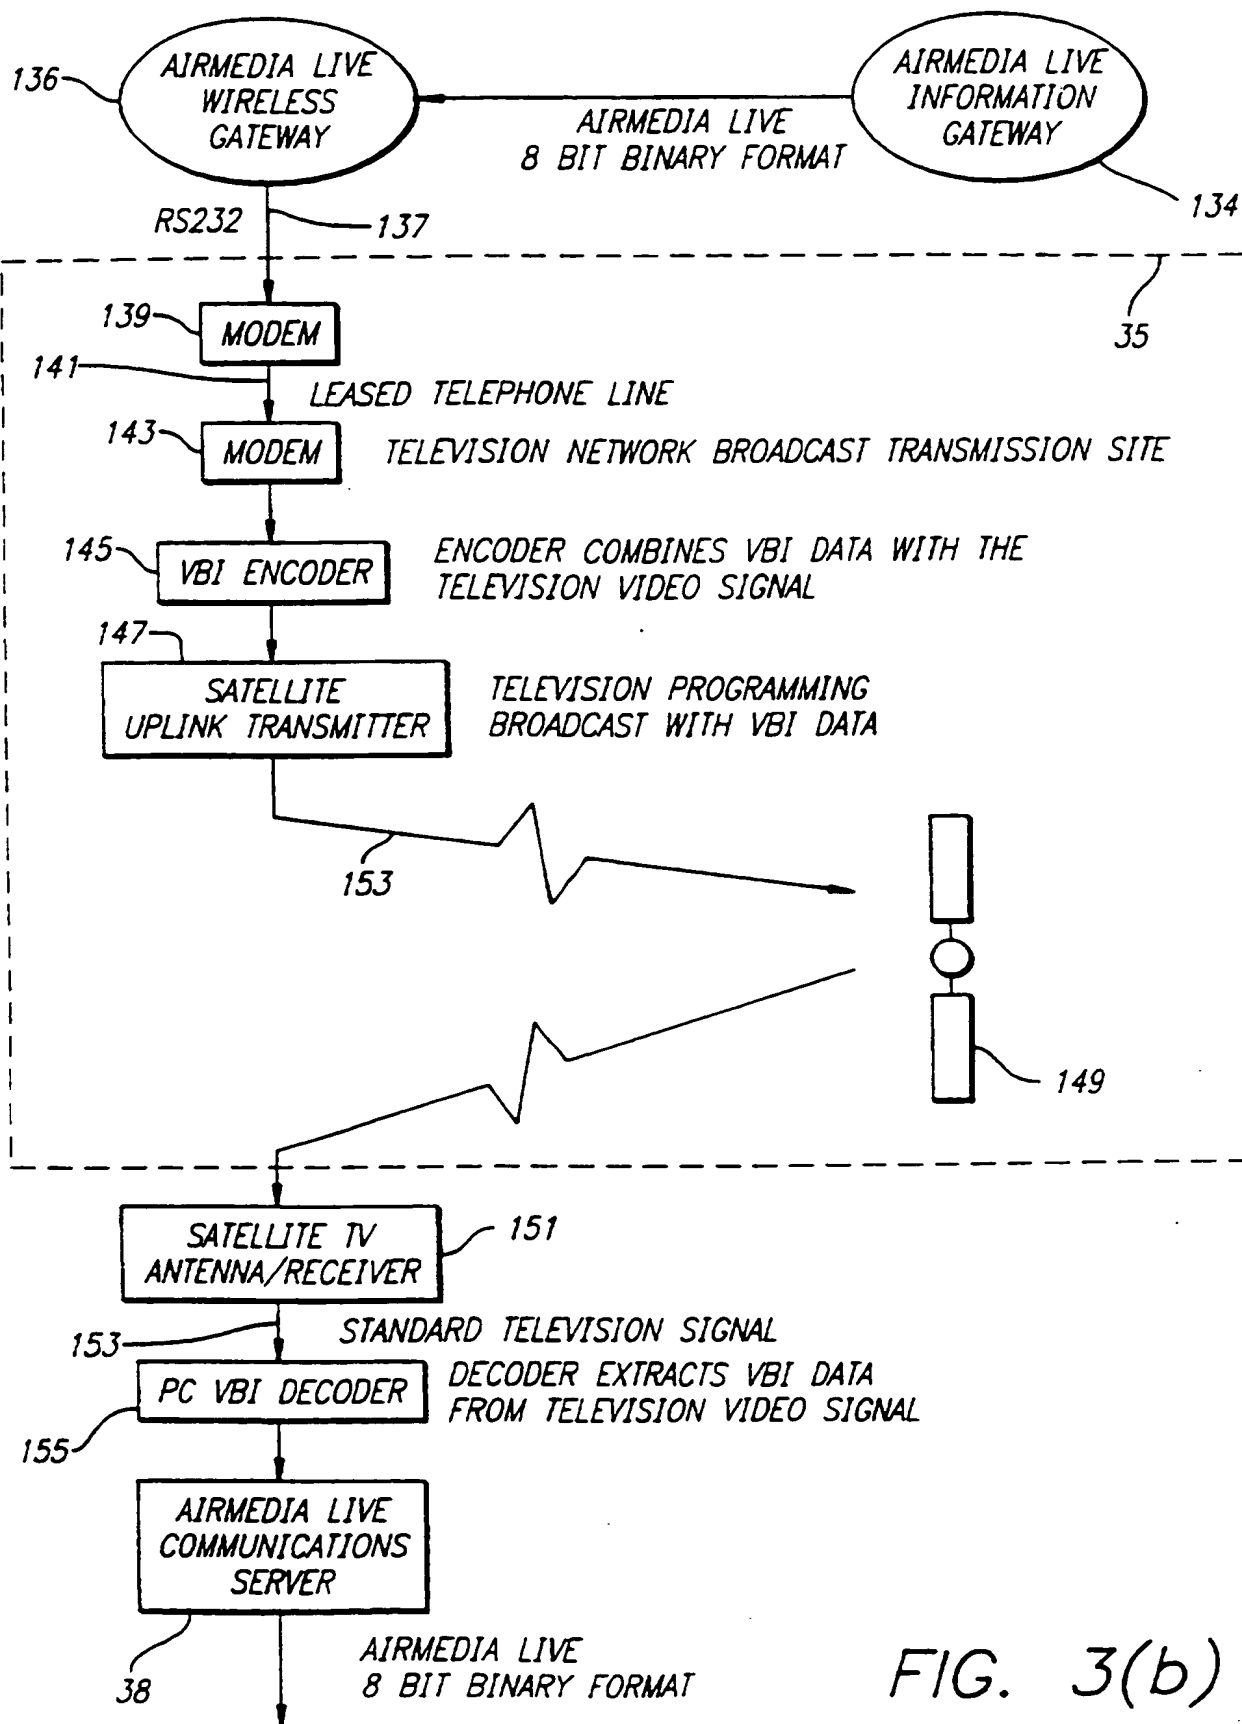 136
AIRMEDIA LIVE
WIRELESS
GATEWAY
AIRMEDIA LIVE
8 BIT BINARY FORMAT
AIRMEDIA LIVE
INFORMATION
GATEWAY
134
RS232
137
35
139
MODEM
141
LEASED TELEPHONE LINE
143
MODEM
TELEVISION NETWORK BROADCAST TRANSMISSION SITE
145
VBI ENCODER
ENCODER COMBINES VBI DATA WITH THE
TELEVISION VIDEO SIGNAL
147
SATELLITE
UPLINK TRANSMITTER
TELEVISION PROGRAMMING
BROADCAST WITH VBI DATA
153
149
SATELLITE TV
ANTENNA/RECEIVER
151
153
STANDARD TELEVISION SIGNAL
PC VBI DECODER
DECODER EXTRACTS VBI DATA
FROM TELEVISION VIDEO SIGNAL
155
AIRMEDIA LIVE
COMMUNICATIONS
SERVER
38
AIRMEDIA LIVE
8 BIT BINARY FORMAT
FIG. 3(b)